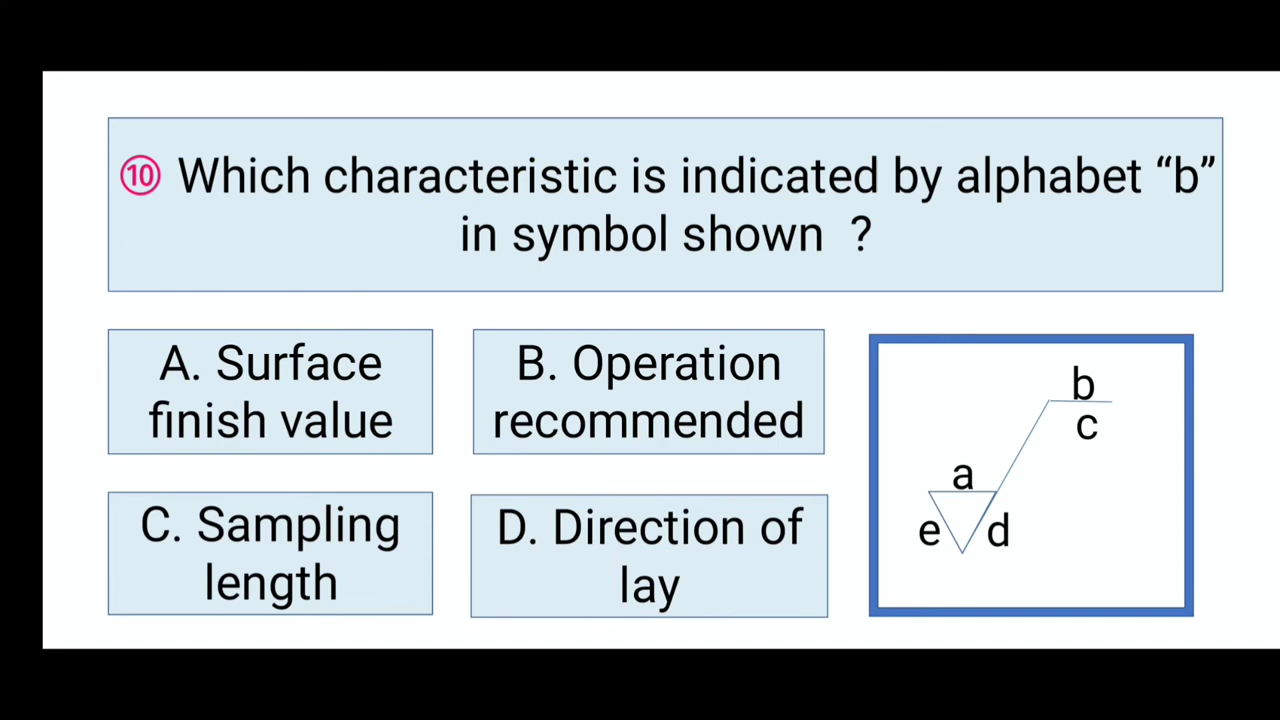 ⑩ Which characteristic is indicated by alphabet “b”
in symbol shown ?
A. Surface
finish value
B. Operation
recommended
C. Sampling
length
D. Direction of
lay
b
c
a
e d